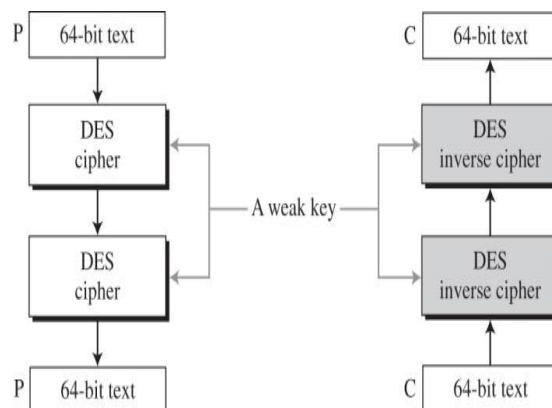 P 64-bit text
DES
cipher
DES
cipher
P 64-bit text
A weak key
C 64-bit text
DES
inverse cipher
DES
inverse cipher
C 64-bit text